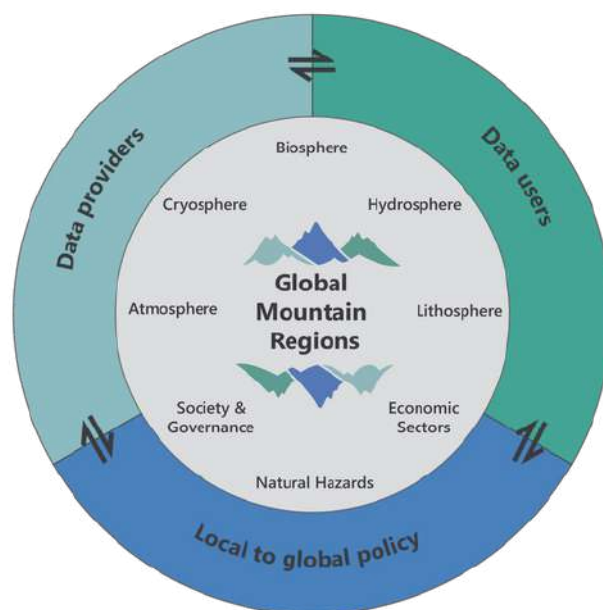 Data providers
Data users
Biosphere
Cryosphere
Hydrosphere
Global
Mountain
Regions
Atmosphere
Lithosphere
Society &
Governance
Economic
Sectors
Natural Hazards
Local to global policy